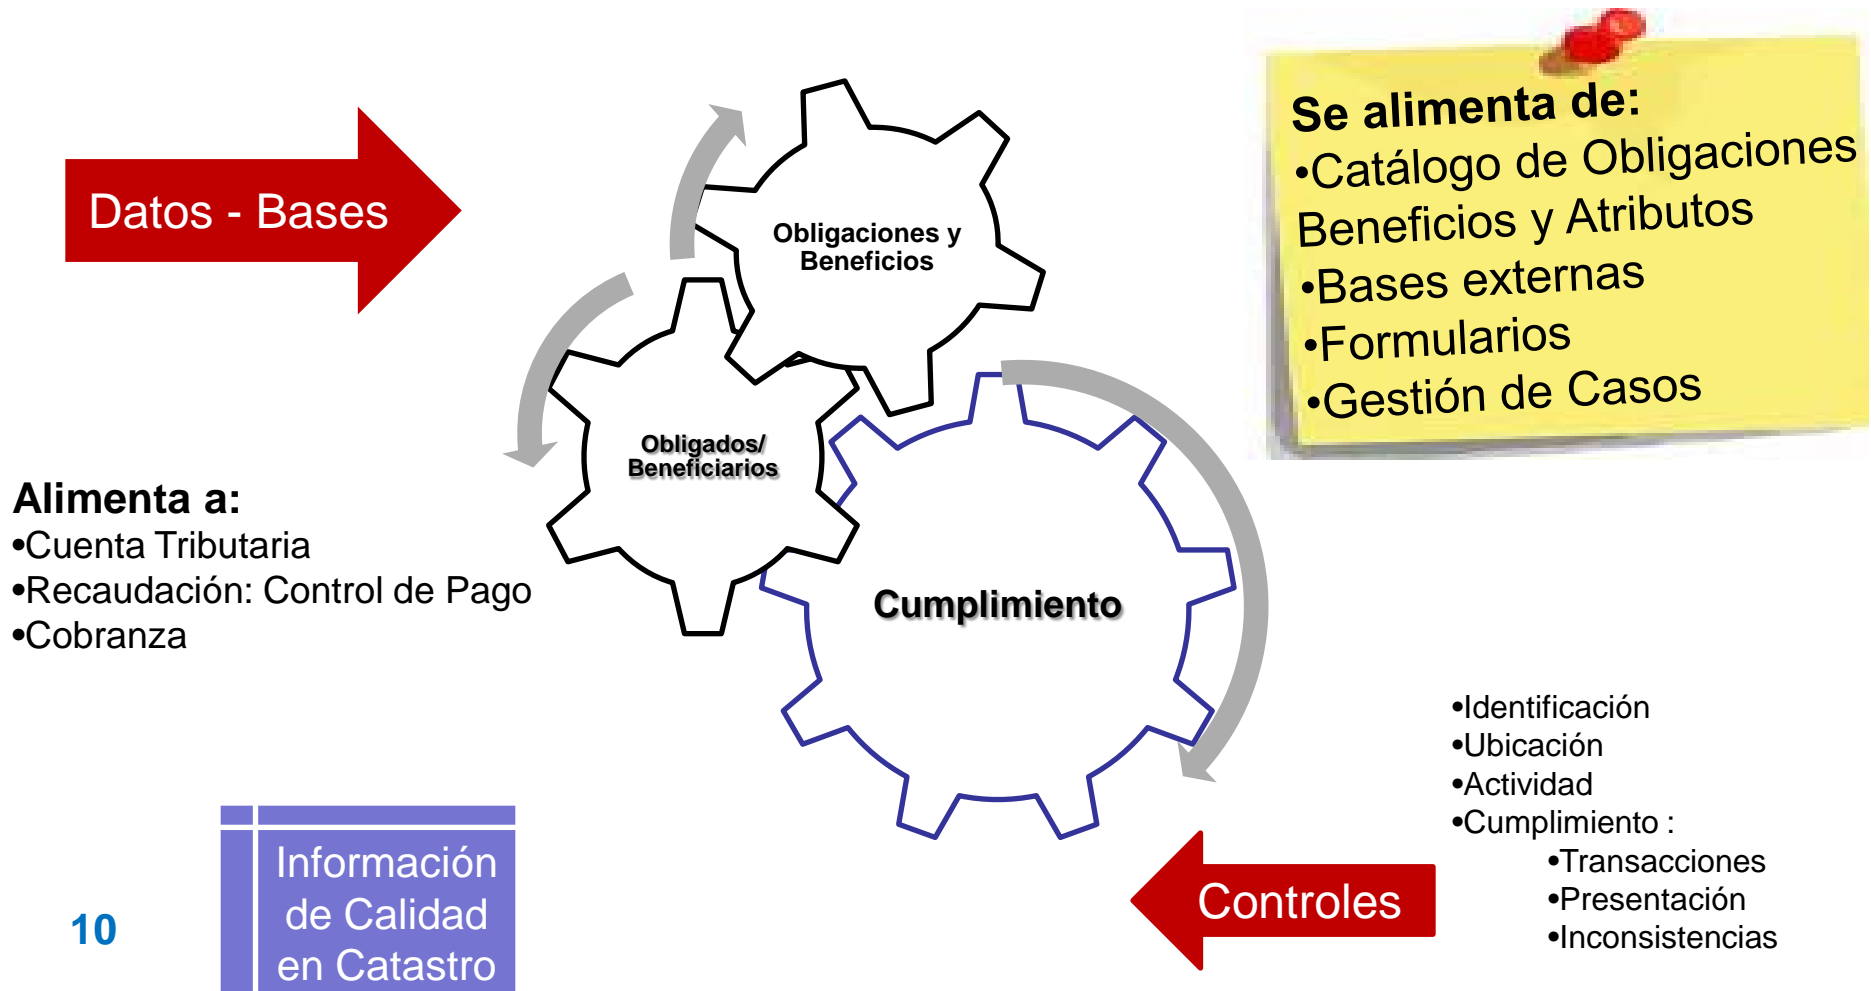 Datos - Bases
Obligaciones y
Beneficios
Se alimenta de:
•Catálogo de Obligaciones
Beneficios y Atributos
•Bases externas
•Formularios
•Gestión de Casos
Obligados/
Beneficiarios
Alimenta a:
•Cuenta Tributaria
•Recaudación: Control de Pago
•Cobranza
Cumplimiento
•Identificación
•Ubicación
•Actividad
•Cumplimiento :
•Transacciones
•Presentación
•Inconsistencias
Controles
Información
de Calidad
en Catastro
10